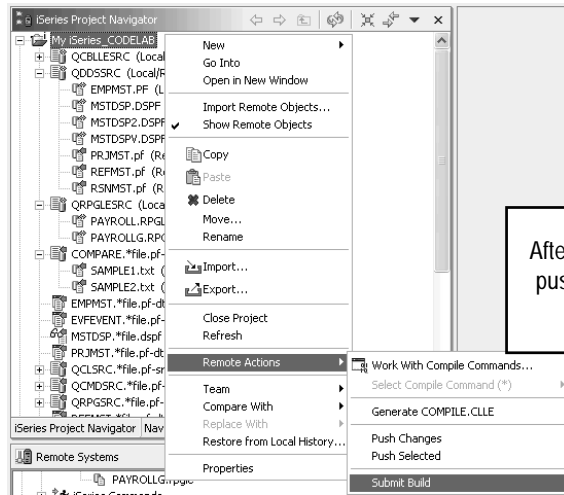 iSeries Project Navigator
My iSeries_CODELAB
QCBLLESRC (Local
QDDSSRC (Local/R
EMPMST.PF (L
MSTDSP.DSPF
MSTDSP2.DSPF
MSTDSPV.DSPF
PRJMST.pf (Re
REFMST.pf (Re
RSNMST.pf (R
QRPGLESRC (Loca
PAYROLL.RPGL
PAYROLLG.RPG
COMPARE.*file.pf-
SAMPLE1.txt (
SAMPLE2.txt (
EMPMST.*file.pf-dt
EVFEVENT.*file.pf-
MSTDSP.*file.dspf
PRJMST.*file.pf-dt
QCLSRC.*file.pf-sr
QCMDSRC.*file.pf-
QRPGSRC.*file.pf-
iSeries Project Navigator
Nav
Remote Systems
PAYROLLG.rpgle
iSeries Commands
New
Go Into
Open in New Window
Import Remote Objects...
Show Remote Objects
Copy
Paste
Delete
Move...
Rename
Import...
Export...
Close Project
Refresh
Remote Actions
Team
Compare With
Replace With
Restore from Local History...
Properties
Work With Compile Commands...
Select Compile Command (*)
Generate COMPILE.CLLE
Push Changes
Push Selected
Submit Build
Afte
pus